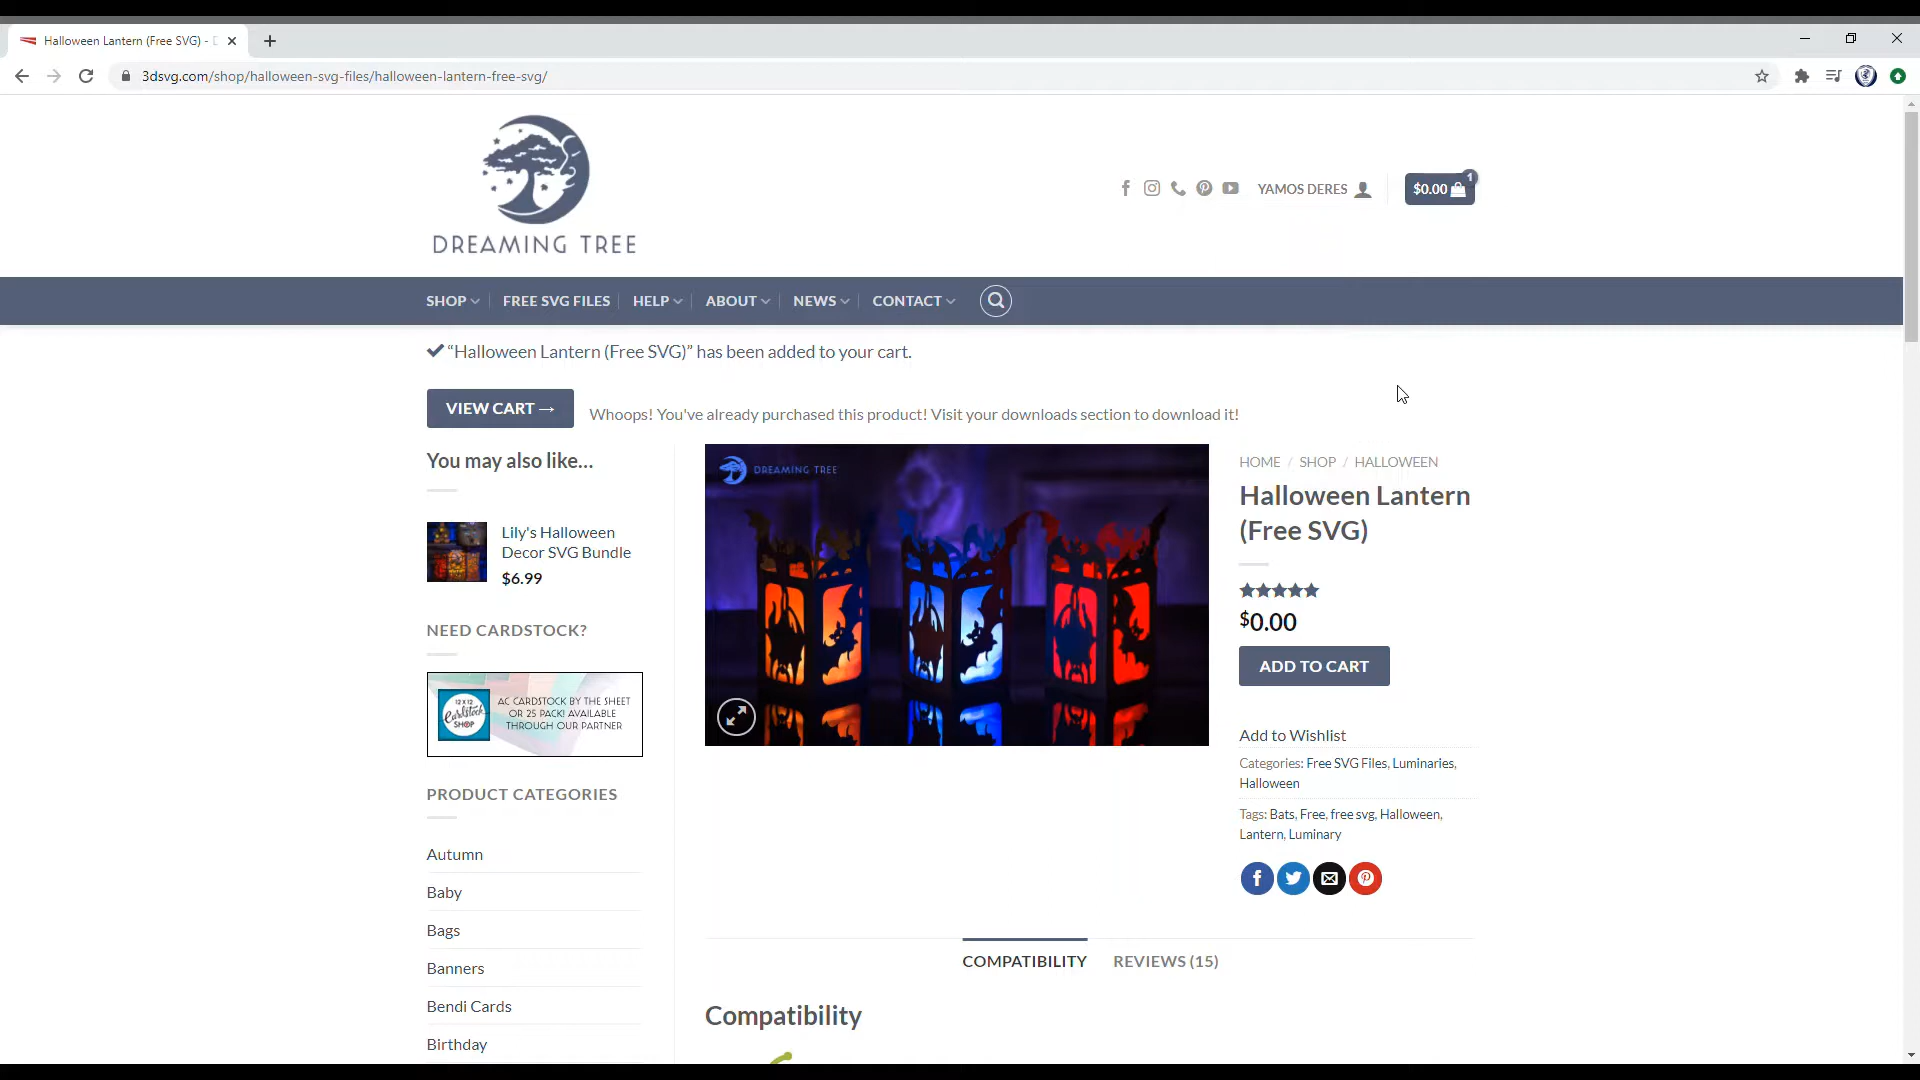 Halloween Lantern (Free SVG) -
3dsvg.com/shop/halloween-svg-files/halloween-lantern-free-svg/
DREAMING TREE
YAMOS DERES
$0.00
1
SHOP
FREE SVG FILES
HELP
ABOUT
NEWS
CONTACT
“Halloween Lantern (Free SVG)” has been added to your cart.
VIEW CART →
Whoops! You've already purchased this product! Visit your downloads section to download it!
You may also like…
Lily's Halloween
Decor SVG Bundle
$6.99
NEED CARDSTOCK?
12 X 12
Cardstock
SHOP
AC CARDSTOCK BY THE SHEET
OR 25 PACK! AVAILABLE
THROUGH OUR PARTNER
PRODUCT CATEGORIES
Autumn
Baby
Bags
Banners
Bendi Cards
Birthday
DREAMING TREE
HOME / SHOP / HALLOWEEN
Halloween Lantern
(Free SVG)
$0.00
ADD TO CART
Add to Wishlist
Categories: Free SVG Files, Luminaries,
Halloween
Tags: Bats, Free, free svg, Halloween,
Lantern, Luminary
COMPATIBILITY
REVIEWS (15)
Compatibility